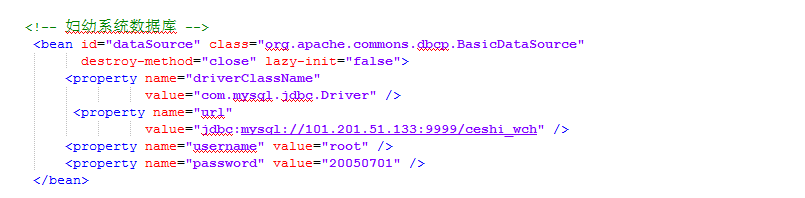 <!-- 妇幼系统数据库 -->
<bean id="dataSource" class="org.apache.commons.dbcp.BasicDataSource"
destroy-method="close" lazy-init="false">
<property name="driverClassName"
value="com.mysql.jdbc.Driver" />
<property name="url"
value="jdbc:mysql://101.201.51.133:9999/ceshi_wch" />
<property name="username" value="root" />
<property name="password" value="20050701" />
</bean>